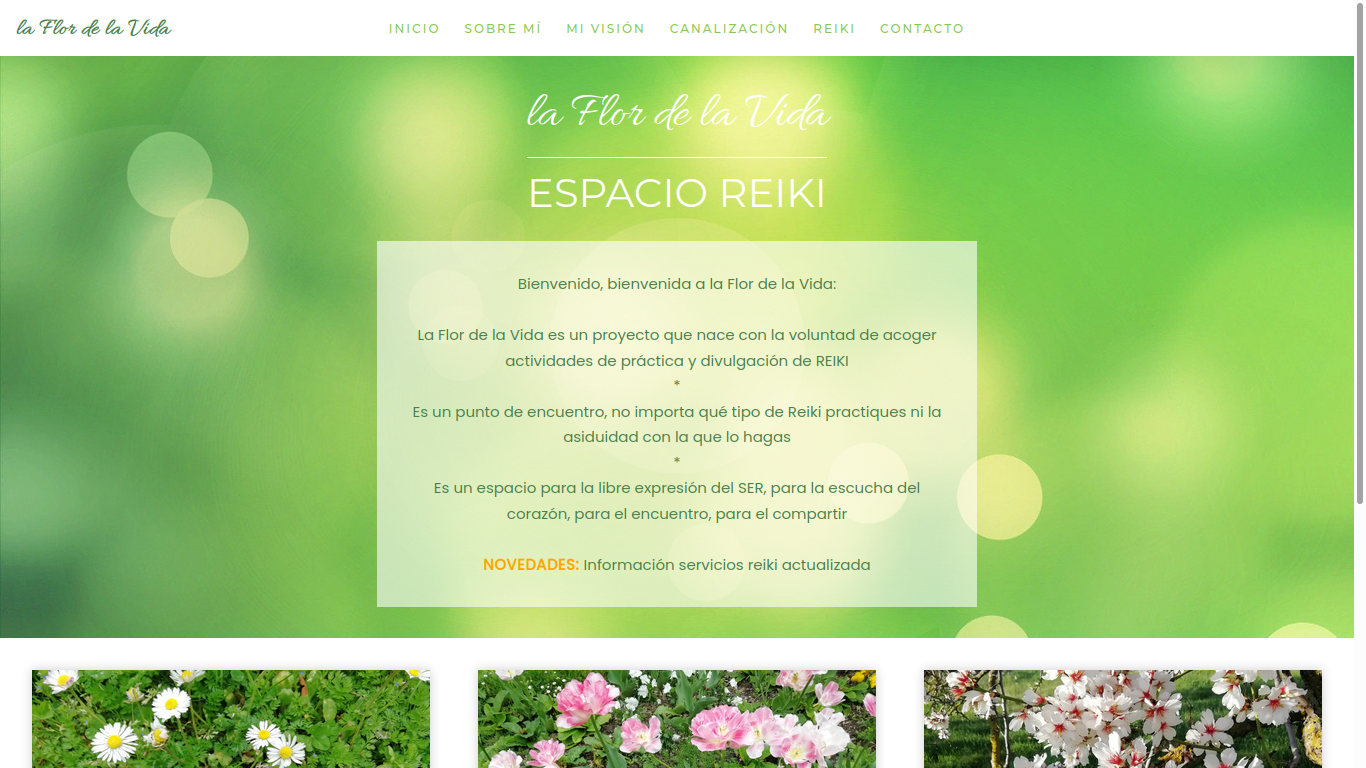 la Flor de la Vida
INICIO SOBRE MÍ MI VISIÓN CANALIZACIÓN REIKI CONTACTO
la Flor de la Vida
ESPACIO REIKI
Bienvenido, bienvenida a la Flor de la Vida:
La Flor de la Vida es un proyecto que nace con la voluntad de acoger
actividades de práctica y divulgación de REIKI
*
Es un punto de encuentro, no importa qué tipo de Reiki practiques ni la
asiduidad con la que lo hagas
*
Es un espacio para la libre expresión del SER, para la escucha del
corazón, para el encuentro, para el compartir
NOVEDADES: Información servicios reiki actualizada